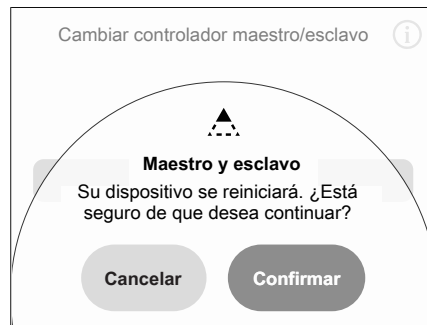 Cambiar controlador maestro/esclavo
Maestro y esclavo
Su dispositivo se reiniciará. ¿Está
seguro de que desea continuar?
Cancelar
Confirmar